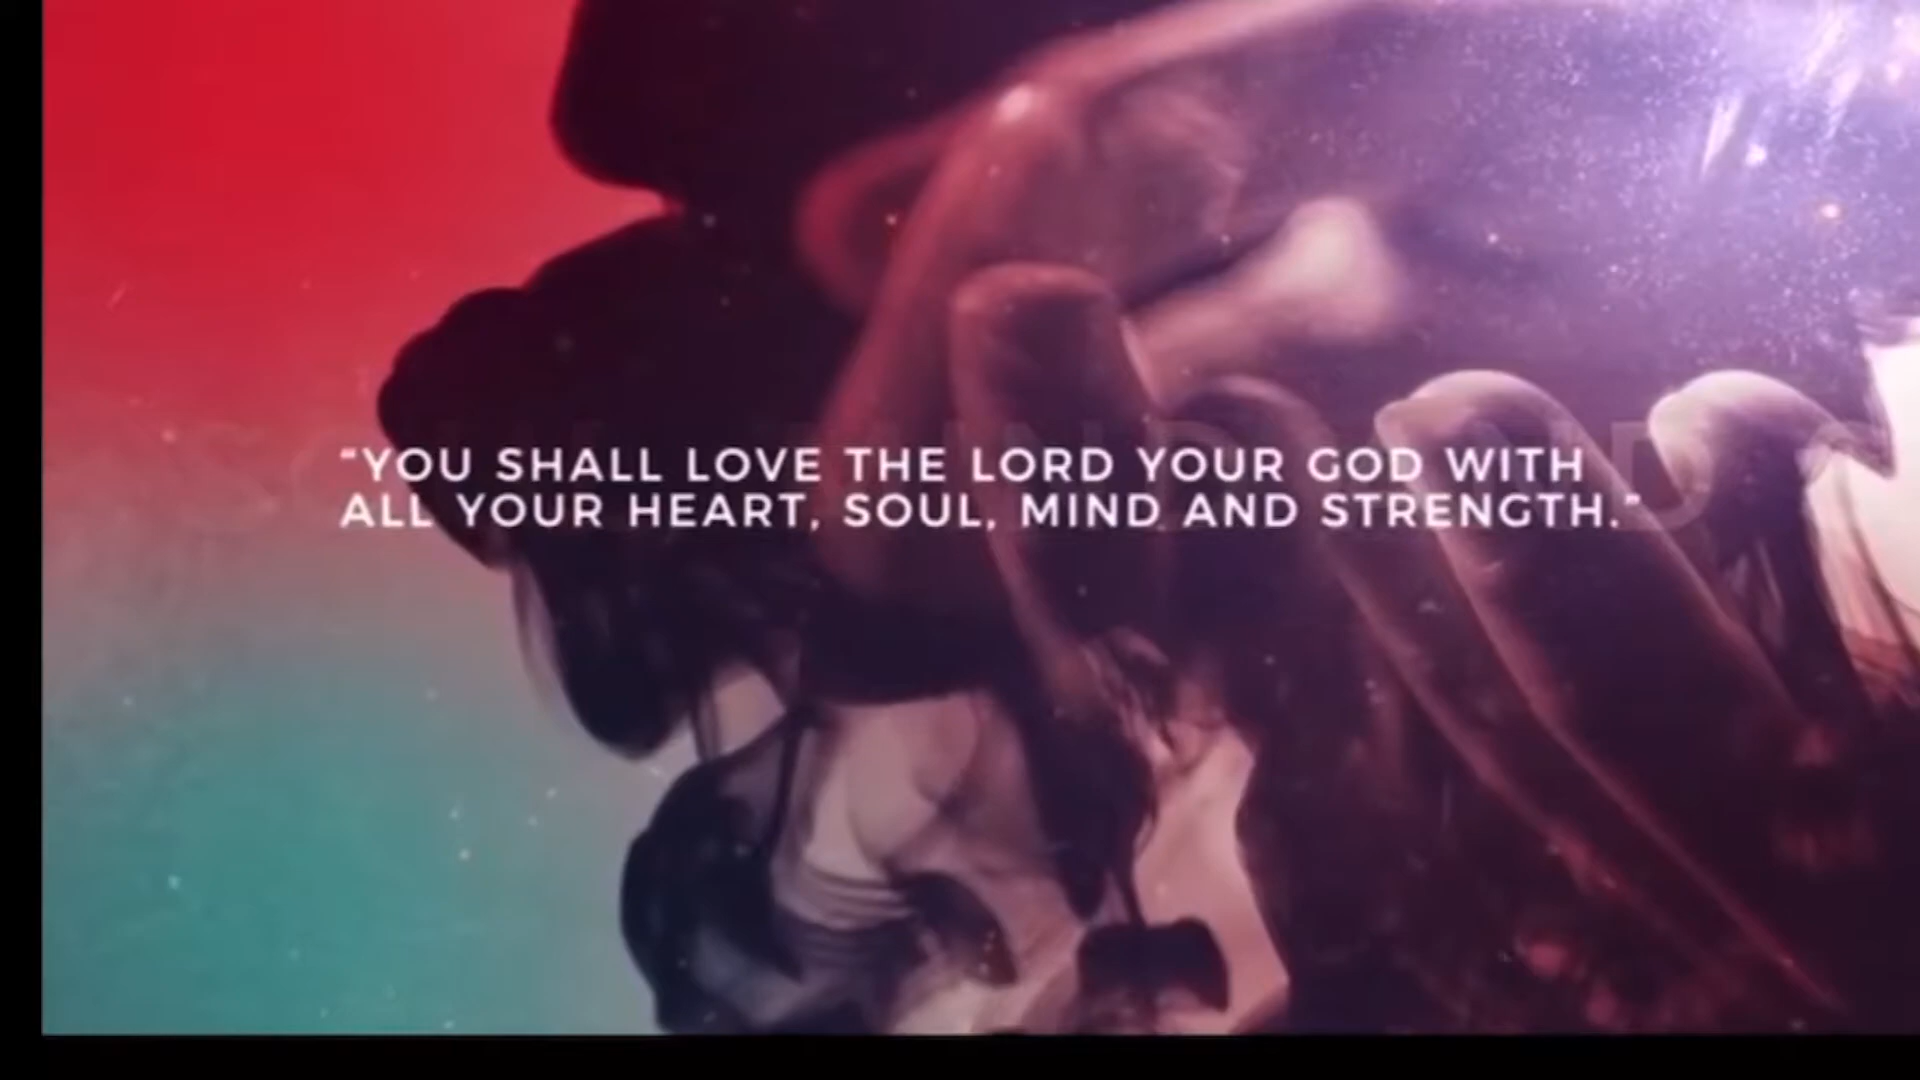 “YOU SHALL LOVE THE LORD YOUR GOD WITH
ALL YOUR HEART, SOUL, MIND AND STRENGTH.”